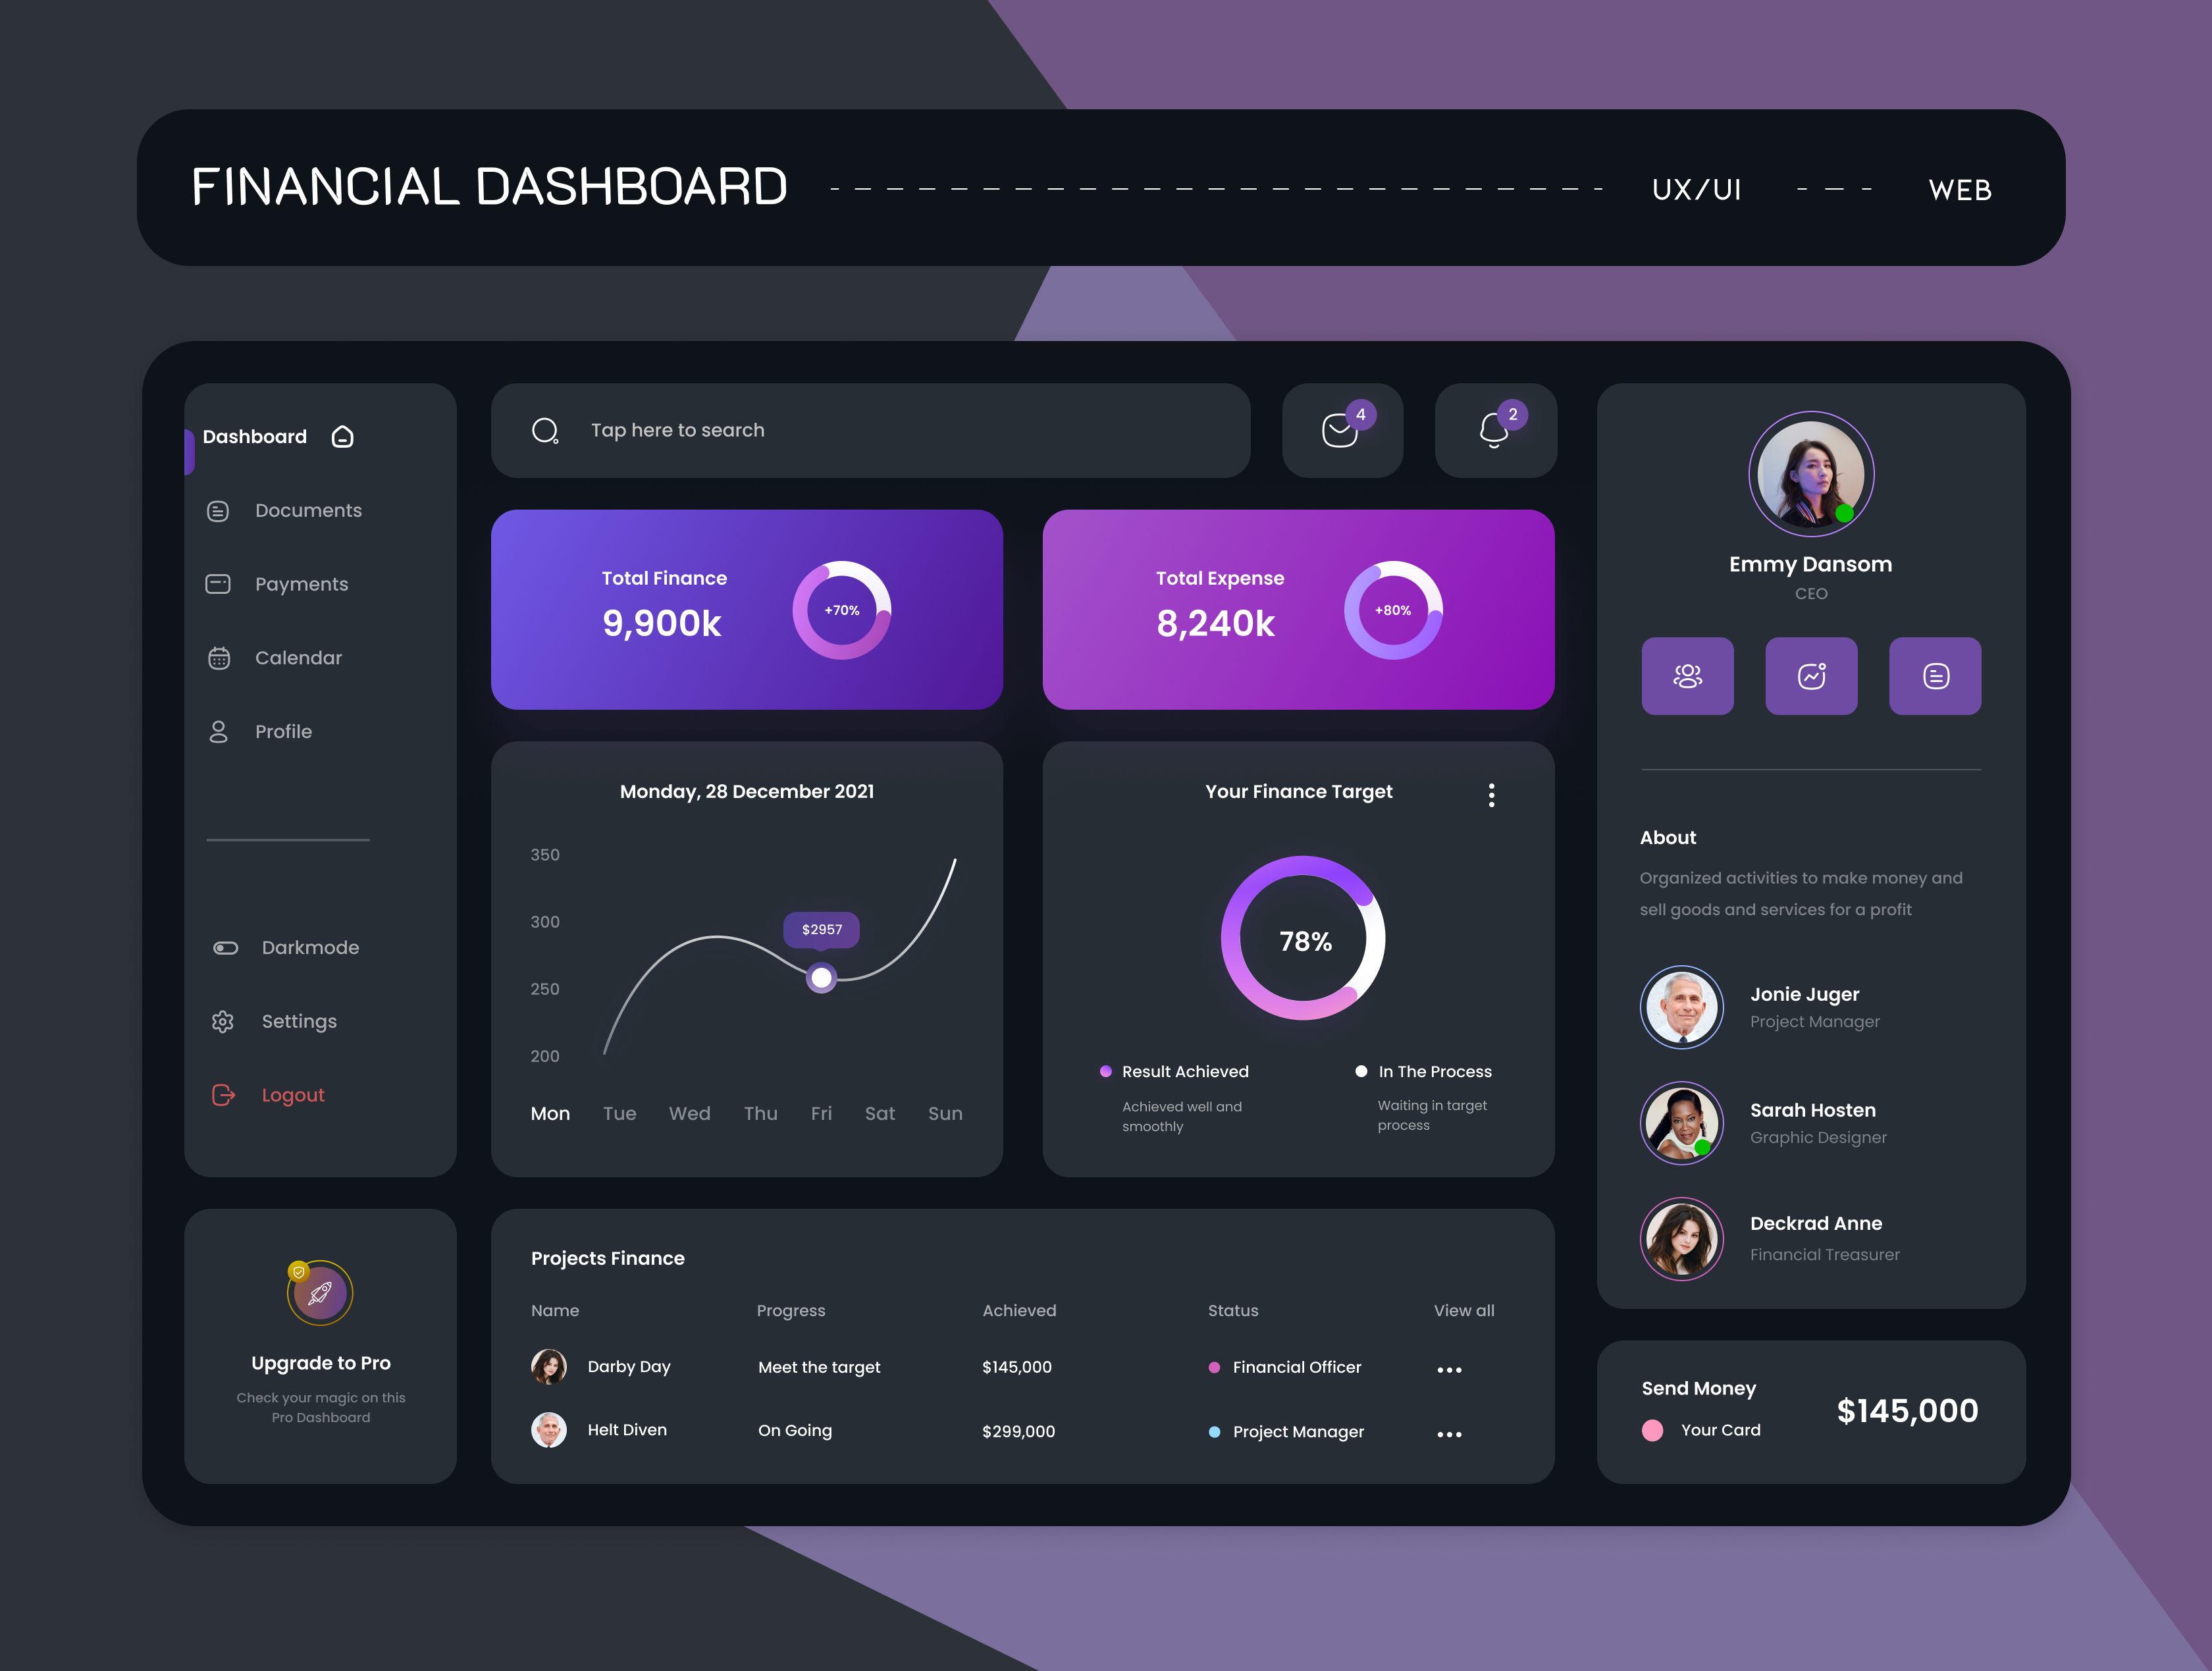 FINANCIAL DASHBOARD
UX/UI
WEB
Dashboard
Documents
Payments
Calendar
Profile
Darkmode
Settings
Logout
Upgrade to Pro
Check your magic on this
Pro Dashboard
Tap here to search
4
2
Total Finance
9,900k
+70%
Total Expense
8,240k
+80%
Monday, 28 December 2021
350
300
250
200
$2957
Mon Tue Wed Thu Fri Sat Sun
Your Finance Target
78%
Result Achieved
Achieved well and
smoothly
In The Process
Waiting in target
process
Projects Finance
Name Progress Achieved Status View all
Darby Day Meet the target $145,000 Financial Officer
Helt Diven On Going $299,000 Project Manager
Emmy Dansom
CEO
About
Organized activities to make money and
sell goods and services for a profit
Jonie Juger
Project Manager
Sarah Hosten
Graphic Designer
Deckrad Anne
Financial Treasurer
Send Money
Your Card
$145,000